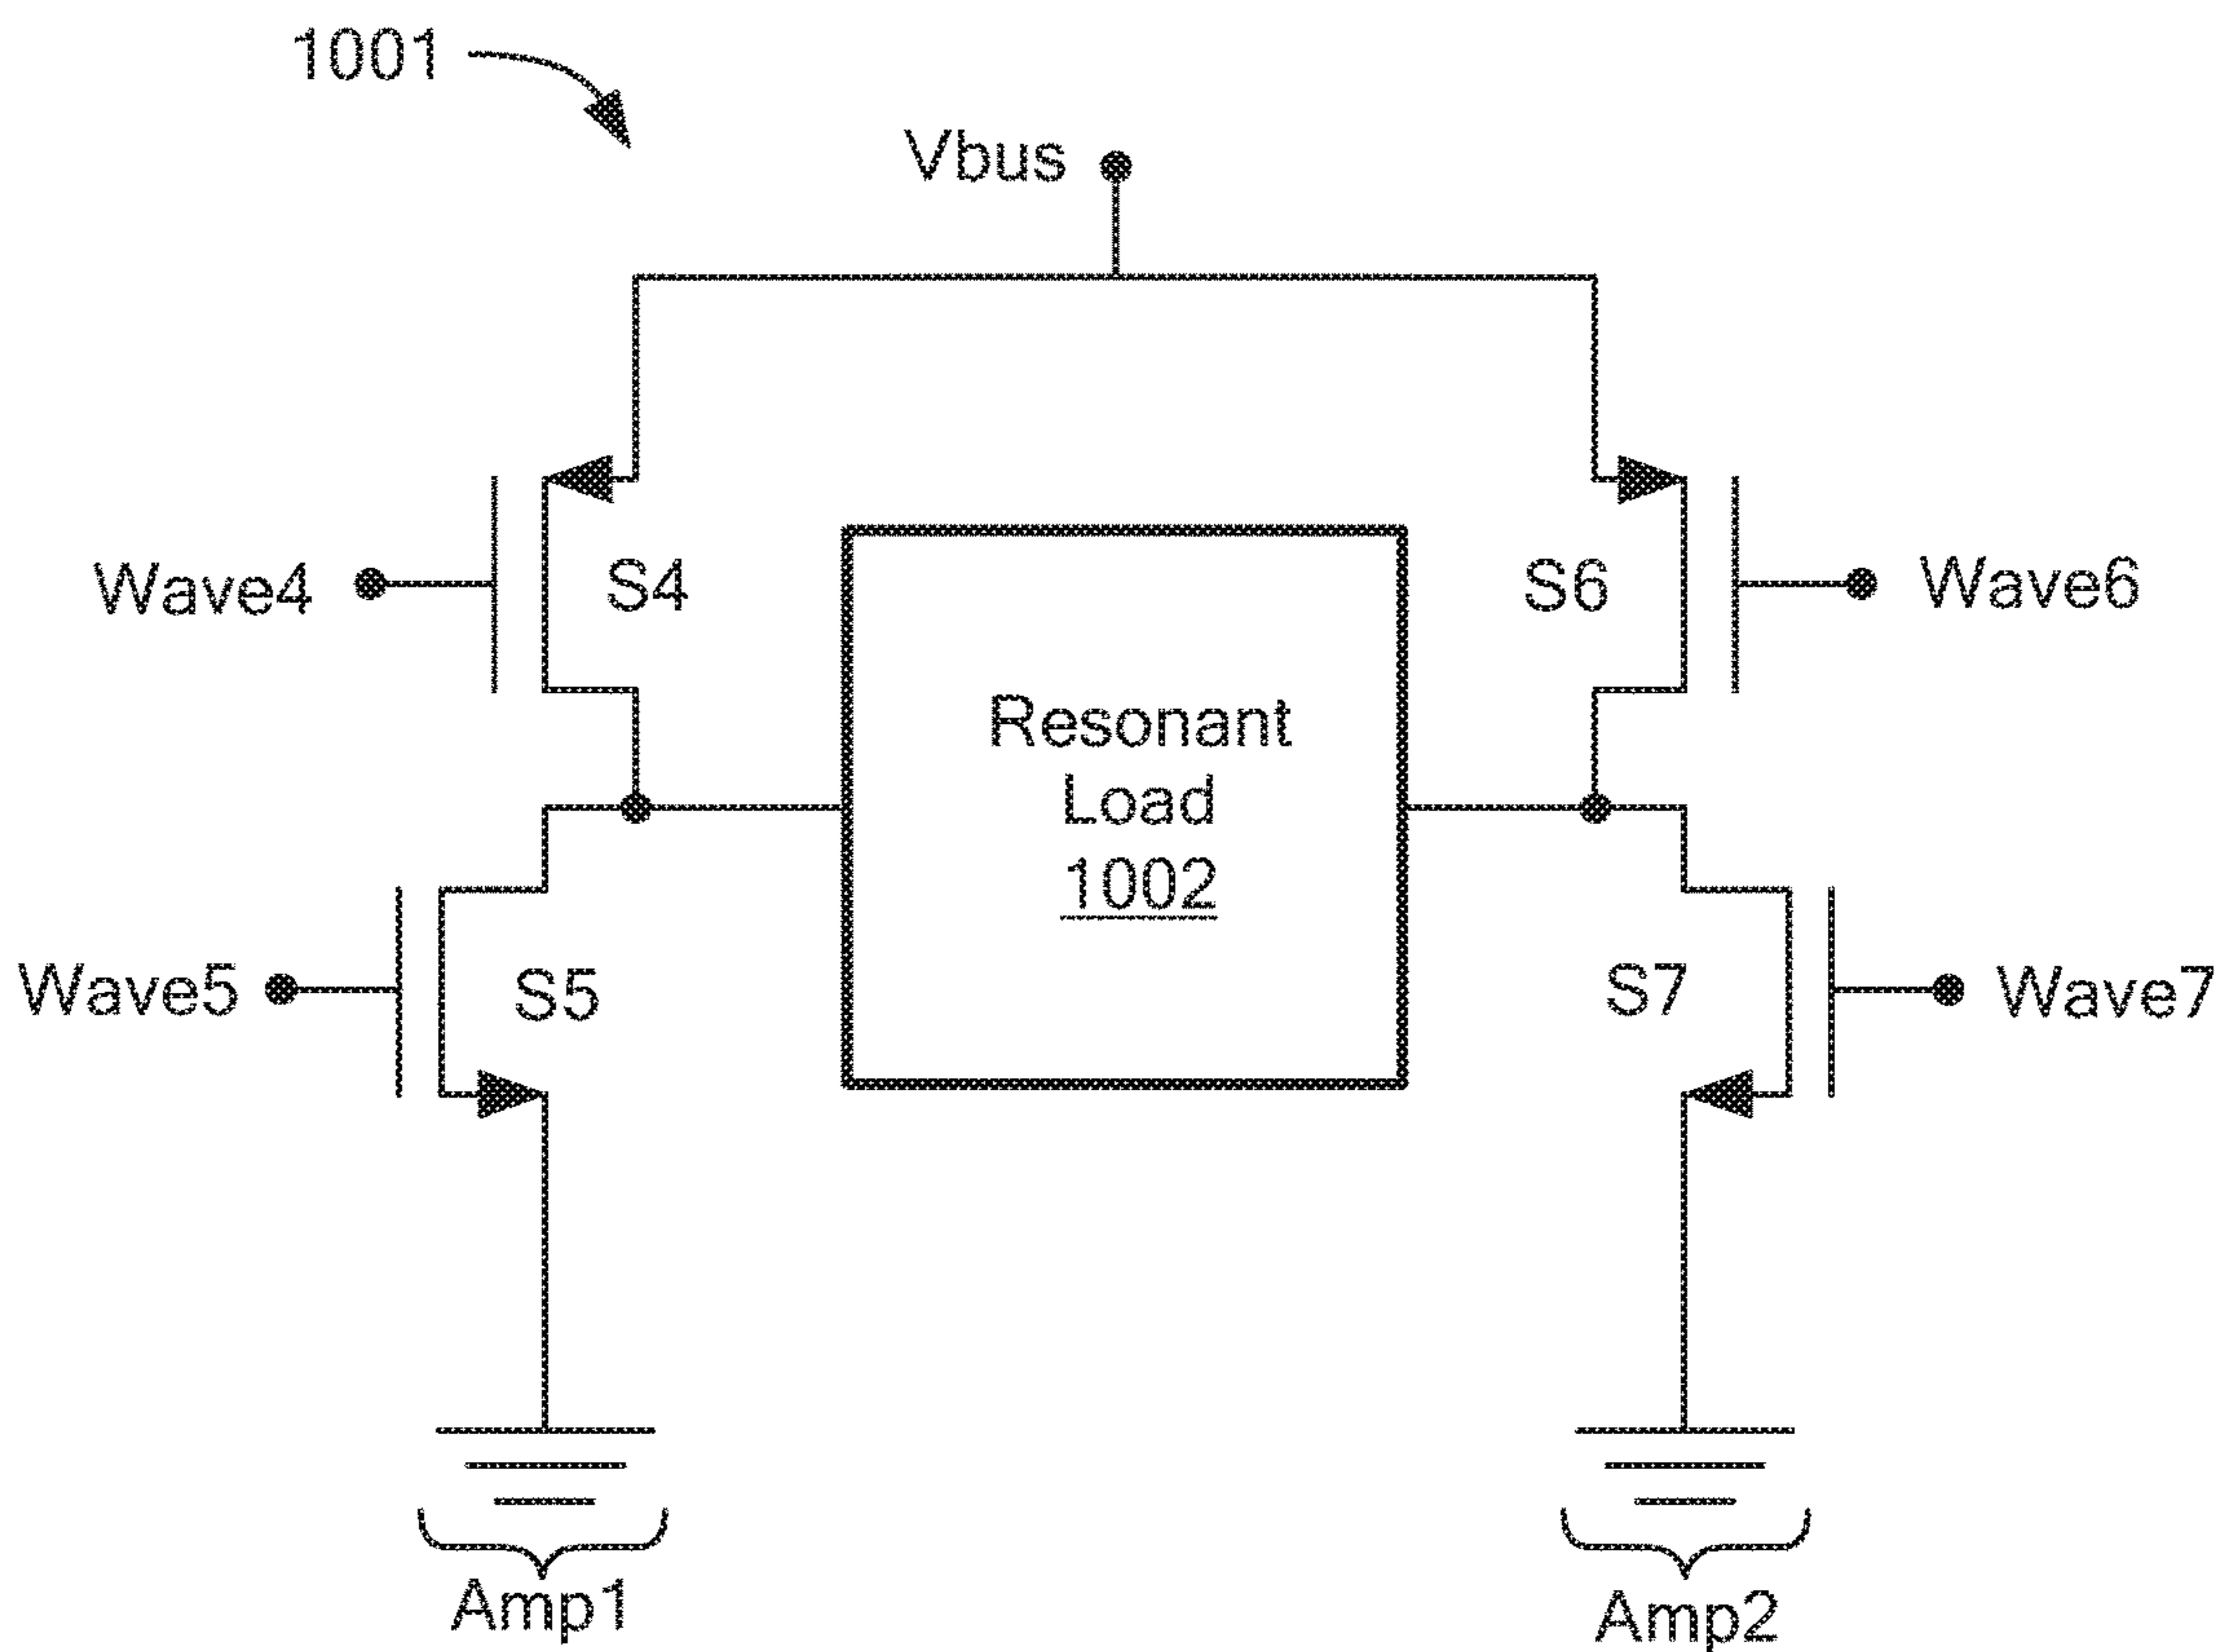 1001
Vbus
Wave4
S4
S6
Wave6
Resonant
Load
1002
Wave5
S5
S7
Wave7
Amp1
Amp2